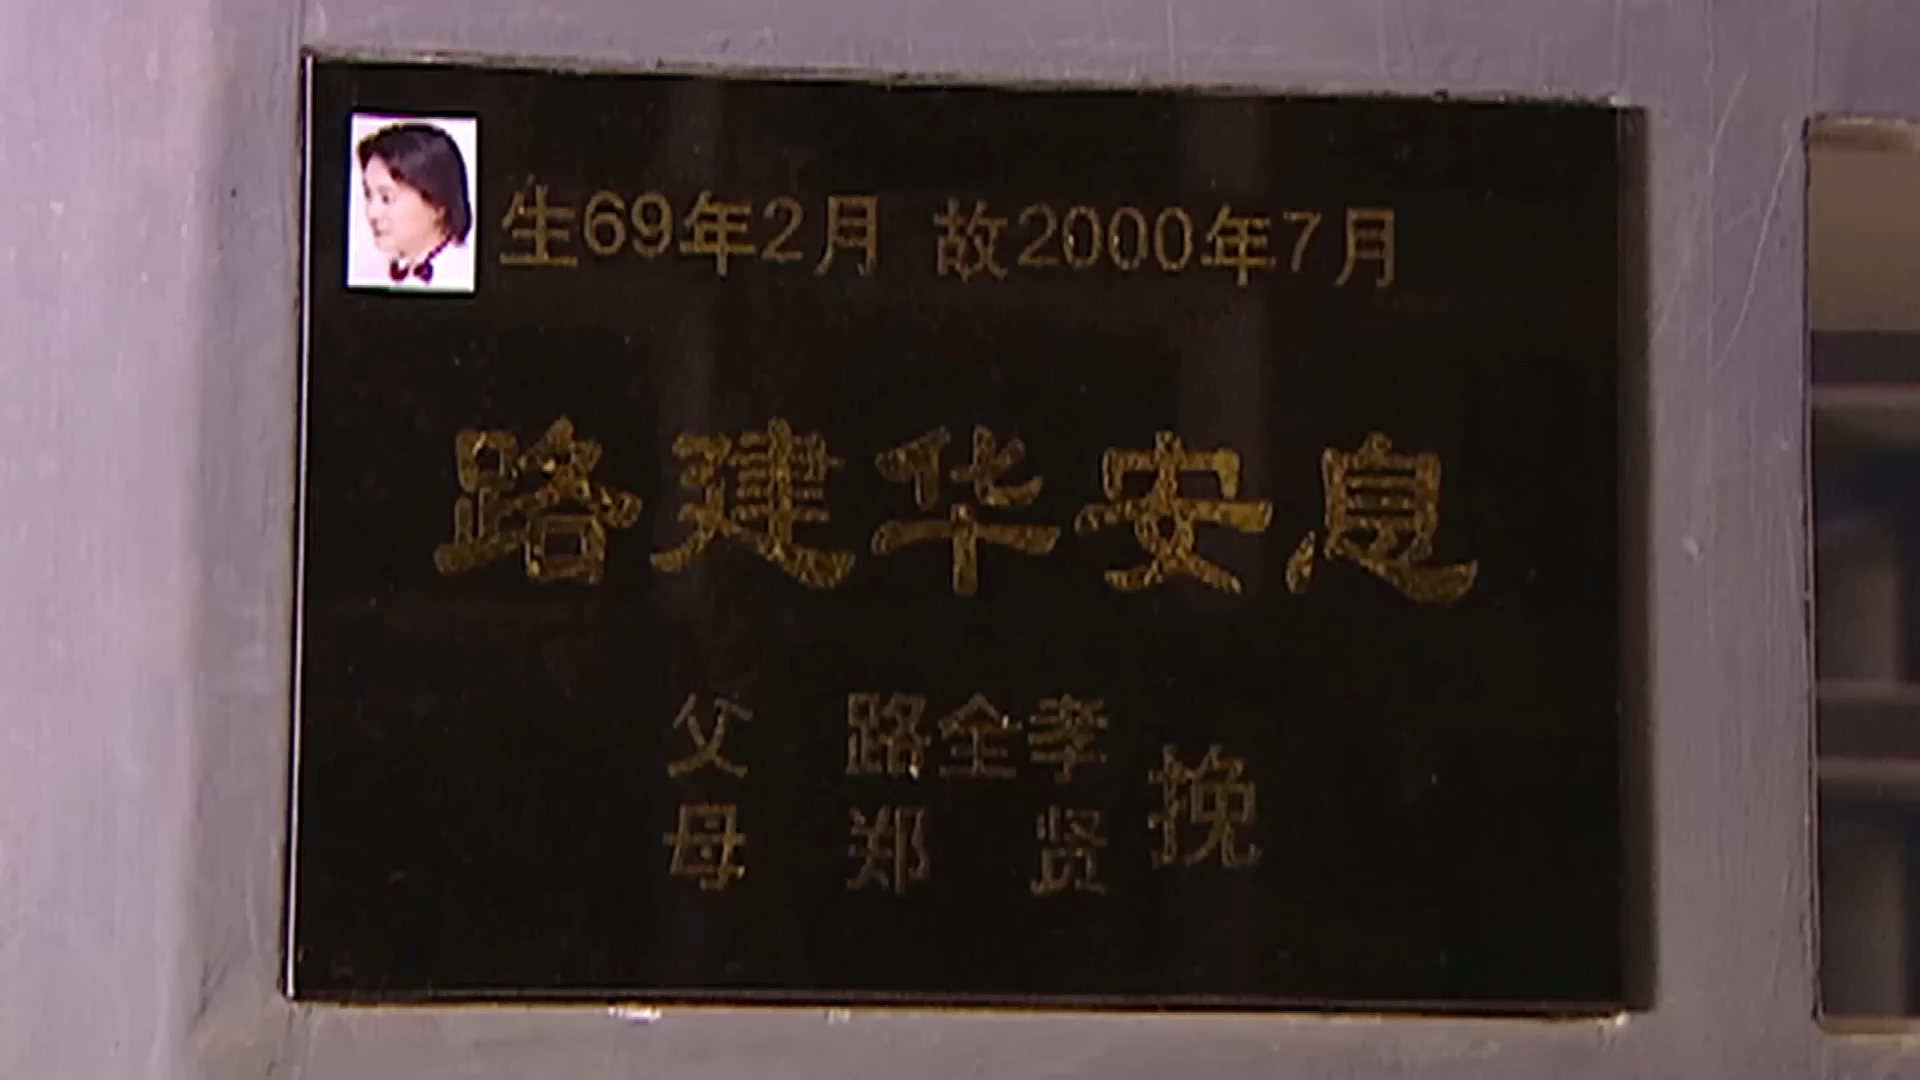 生69年2月 故2000年7月
路建华安息
父 路全孝
母 郑 贤
挽